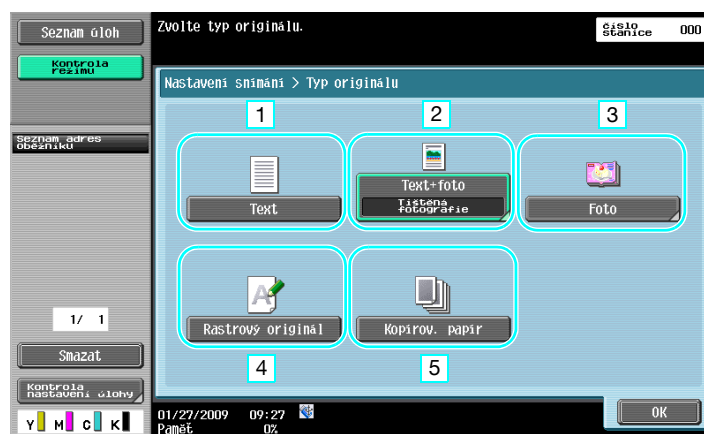 Seznam úloh
Zvolte typ originálu.
číslo
stanice
000
Kontrola
režimu
Nastavení snímání > Typ originálu
1
2
3
Seznam adres
oběžníků
Text
Text+foto
Tištěná
fotografie
Foto
1/ 1
Rastrový originál
Kopírov. papír
4
5
Smazat
Kontrola
nastavení úlohy
Y M C K
01/27/2009 09:27
Paměť 0%
OK